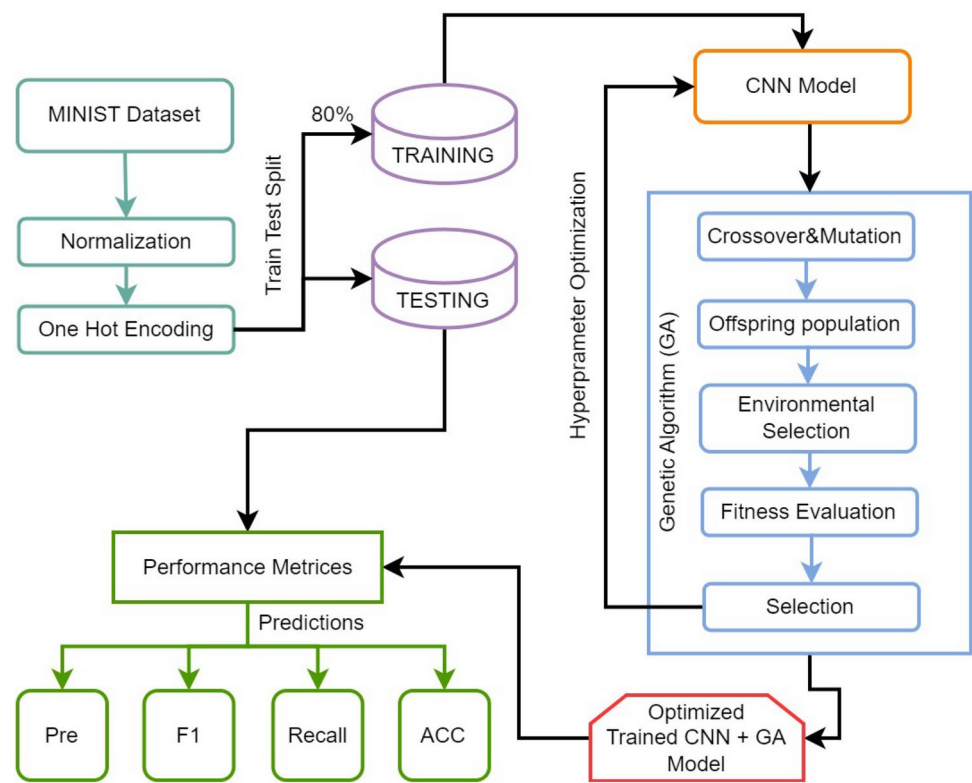 MINIST Dataset
Normalization
One Hot Encoding
Train Test Split
80%
TRAINING
TESTING
CNN Model
Hyperprameter Optimization
Genetic Algorithm (GA)
Crossover&Mutation
Offspring population
Environmental
Selection
Fitness Evaluation
Selection
Optimized
Trained CNN + GA
Model
Performance Metrices
Predictions
Pre
F1
Recall
ACC